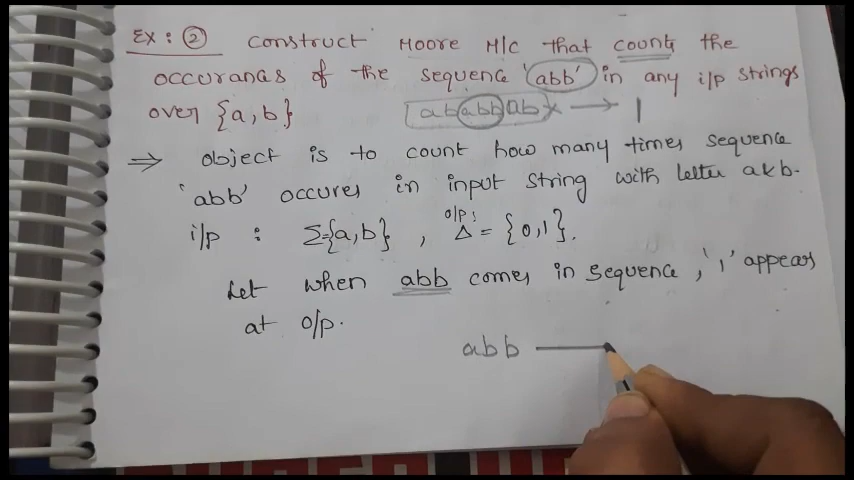 Ex: ② Construct Moore M/c that counts the
occurances of the sequence 'abb' in any i/p strings
over {a, b}
ababbab → 1
⇒ object is to count how many times sequence
'abb' occures in input string with letter a & b.
i/p : Σ={a,b} , o/p: Δ = {0,1}.
Let when abb comes in sequence, '1' appears
at o/p.
abb